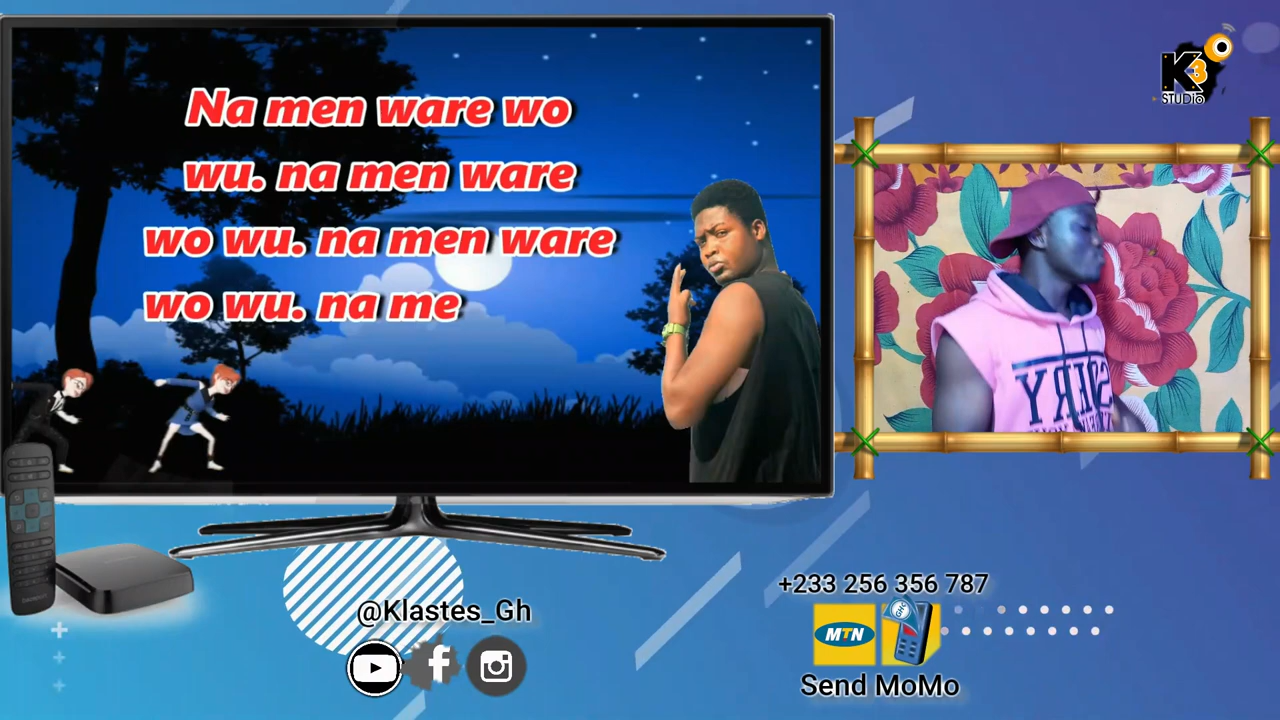 Na men ware wo
wu. na men ware
wo wu. na men ware
wo wu. na me
K3
STUDIO
@Klastes_Gh
+233 256 356 787
MTN
Send MoMo